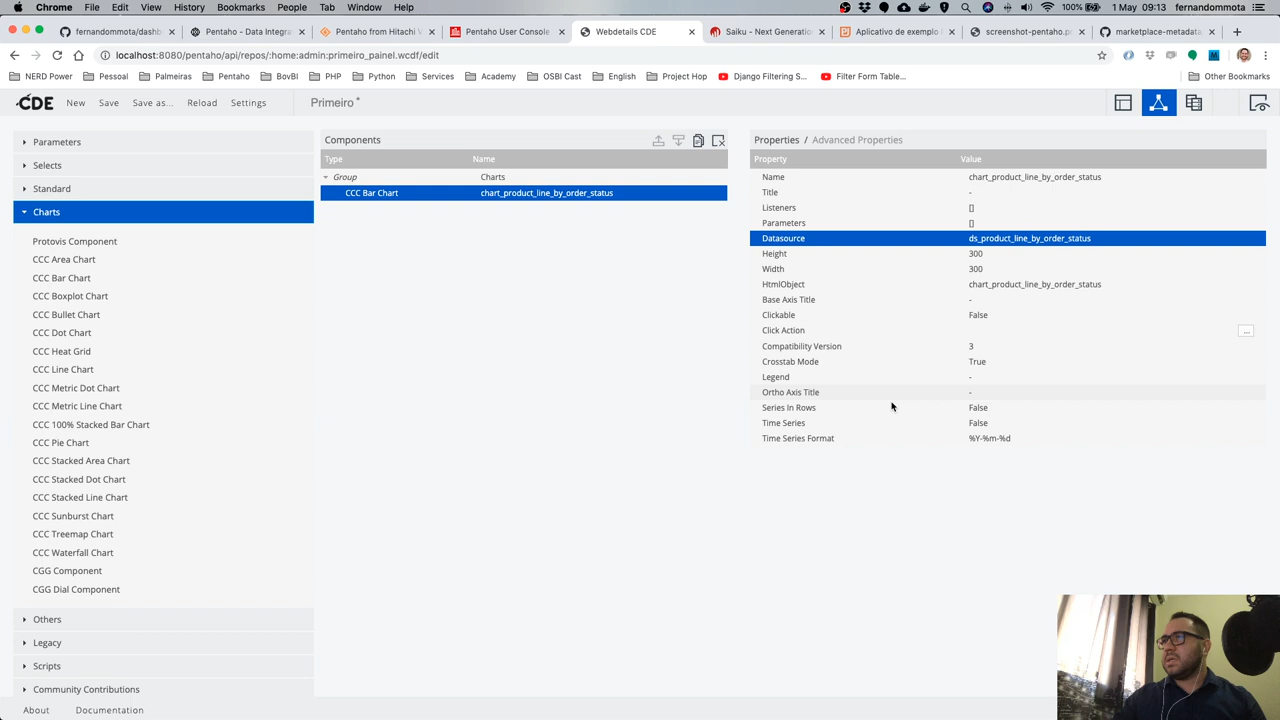 Chrome File Edit View History Bookmarks People Tab Window Help 100% 1 May 09:13 fernandommota
fernandommota/dashb Pentaho - Data Integra Pentaho from Hitachi V Pentaho User Console Webdetails CDE Saiku - Next Generation Aplicativo de exemplo screenshot-pentaho.p marketplace-metadata
localhost:8080/pentaho/api/repos/:home:admin:primeiro_painel.wcdf/edit
NERD Power Pessoal Palmeiras Pentaho BovBI PHP Python Services Academy OSBI Cast English Project Hop Django Filtering S... Filter Form Table... Other Bookmarks
CDE New Save Save as... Reload Settings Primeiro *
Parameters
Selects
Standard
Charts
Protovis Component
CCC Area Chart
CCC Bar Chart
CCC Boxplot Chart
CCC Bullet Chart
CCC Dot Chart
CCC Heat Grid
CCC Line Chart
CCC Metric Dot Chart
CCC Metric Line Chart
CCC 100% Stacked Bar Chart
CCC Pie Chart
CCC Stacked Area Chart
CCC Stacked Dot Chart
CCC Stacked Line Chart
CCC Sunburst Chart
CCC Treemap Chart
CCC Waterfall Chart
CGG Component
CGG Dial Component
Others
Legacy
Scripts
Community Contributions
Components
Type Name
Group Charts
CCC Bar Chart chart_product_line_by_order_status
Properties / Advanced Properties
Property Value
Name chart_product_line_by_order_status
Title -
Listeners []
Parameters []
Datasource ds_product_line_by_order_status
Height 300
Width 300
HtmlObject chart_product_line_by_order_status
Base Axis Title -
Clickable False
Click Action ...
Compatibility Version 3
Crosstab Mode True
Legend -
Ortho Axis Title -
Series In Rows False
Time Series False
Time Series Format %Y-%m-%d
About Documentation